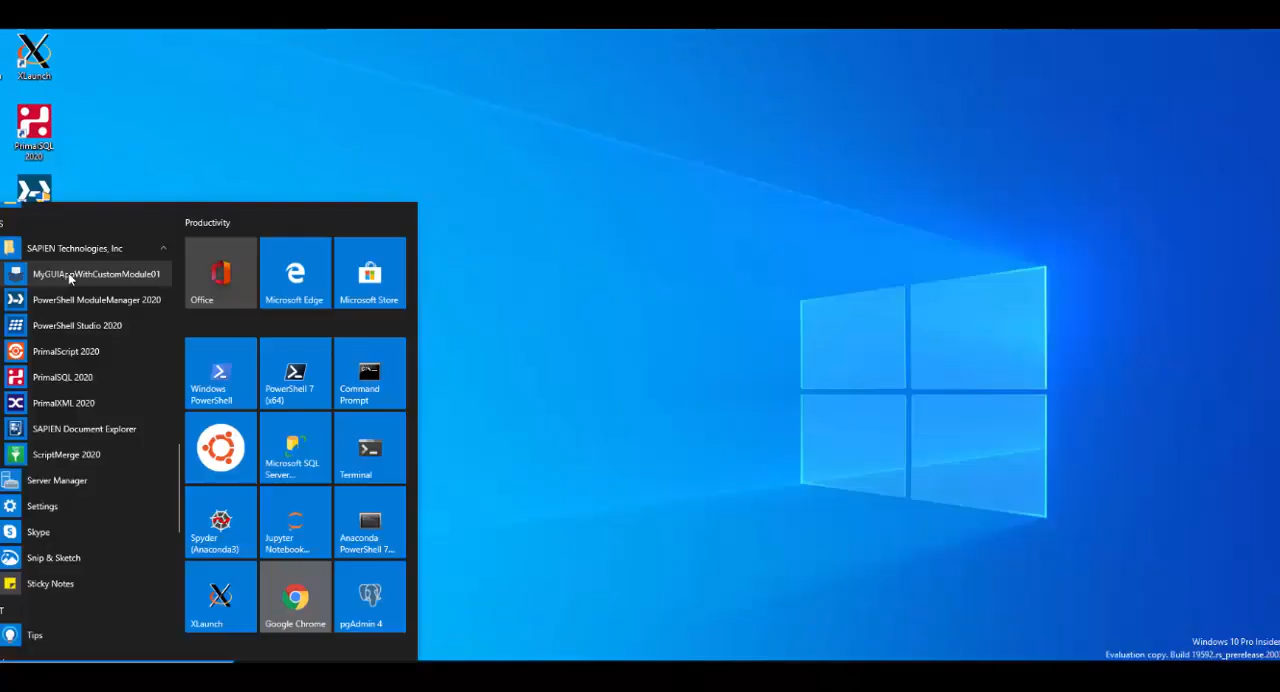 XLaunch
PrimalSQL
2020
S
SAPIEN Technologies, Inc
MyGUIAppWithCustomModule01
PowerShell ModuleManager 2020
PowerShell Studio 2020
PrimalScript 2020
PrimalSQL 2020
PrimalXML 2020
SAPIEN Document Explorer
ScriptMerge 2020
Server Manager
Settings
Skype
Snip & Sketch
Sticky Notes
T
Tips
Productivity
Office
Microsoft Edge
Microsoft Store
Windows
PowerShell
PowerShell 7
(x64)
Command
Prompt
Microsoft SQL
Server...
Terminal
Spyder
(Anaconda3)
Jupyter
Notebook...
Anaconda
PowerShell 7...
XLaunch
Google Chrome
pgAdmin 4
Windows 10 Pro Insider
Evaluation copy. Build 19592.rs_prerelease.200